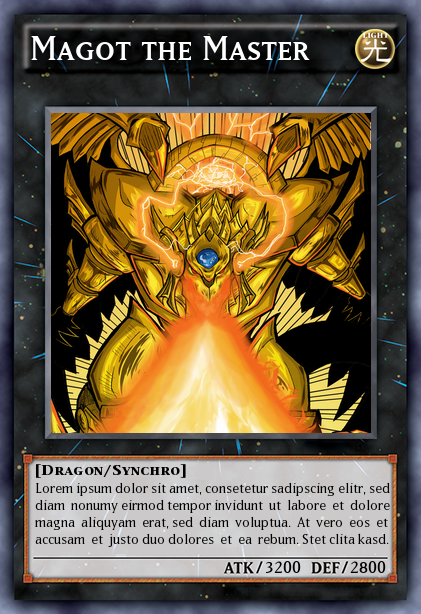 Magot the Master
LIGHT
光
[Dragon/Synchro]
Lorem ipsum dolor sit amet, consetetur sadipscing elitr, sed
diam nonumy eirmod tempor invidunt ut labore et dolore
magna aliquyam erat, sed diam voluptua. At vero eos et
accusam et justo duo dolores et ea rebum. Stet clita kasd.
ATK/3200 DEF/2800